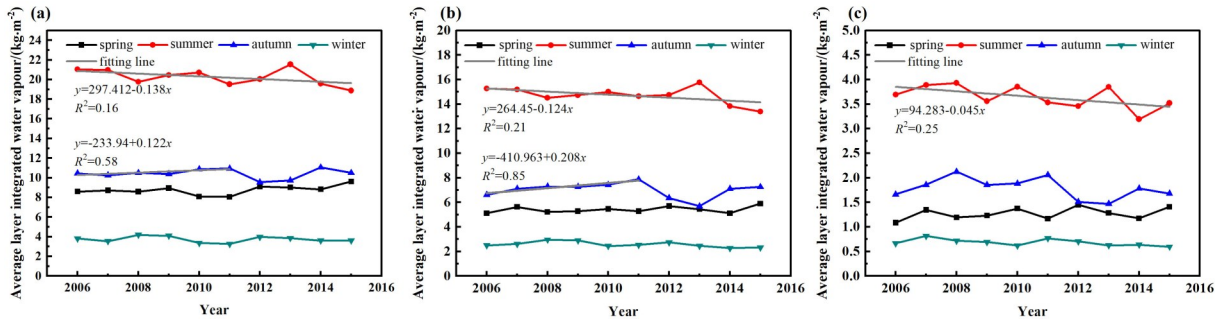 (a)
spring summer autumn winter
fitting line
y=297.412-0.138x
R²=0.16
y=-233.94+0.122x
R²=0.58
Average layer integrated water vapour/(kg·m-2)
0 2 4 6 8 10 12 14 16 18 20 22 24
2006 2008 2010 2012 2014 2016
Year
(b)
spring summer autumn winter
fitting line
y=264.45-0.124x
R²=0.21
y=-410.963+0.208x
R²=0.85
Average layer integrated water vapour/(kg·m-2)
0 2 4 6 8 10 12 14 16 18 20
2006 2008 2010 2012 2014 2016
Year
(c)
spring summer autumn winter
fitting line
y=94.283-0.045x
R²=0.25
Average layer integrated water vapour/(kg·m-2)
0.0 0.5 1.0 1.5 2.0 2.5 3.0 3.5 4.0 4.5 5.0
2006 2008 2010 2012 2014 2016
Year